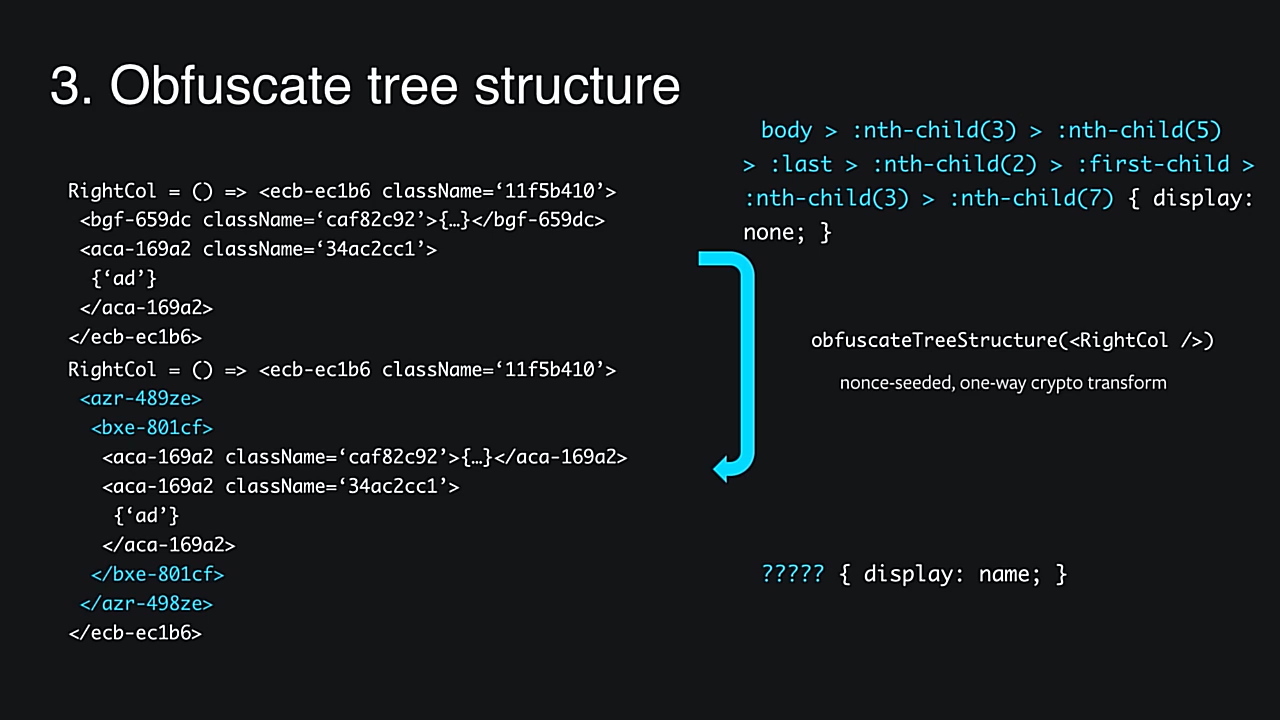 3. Obfuscate tree structure
RightCol = () => <ecb-ec1b6 className=‘11f5b410’>
<bgf-659dc className=‘caf82c92’>{…}</bgf-659dc>
<aca-169a2 className=‘34ac2cc1’>
{‘ad’}
</aca-169a2>
</ecb-ec1b6>
RightCol = () => <ecb-ec1b6 className=‘11f5b410’>
<azr-489ze>
<bxe-801cf>
<aca-169a2 className=‘caf82c92’>{…}</aca-169a2>
<aca-169a2 className=‘34ac2cc1’>
{‘ad’}
</aca-169a2>
</bxe-801cf>
</azr-498ze>
</ecb-ec1b6>
body > :nth-child(3) > :nth-child(5)
> :last > :nth-child(2) > :first-child >
:nth-child(3) > :nth-child(7) { display:
none; }
obfuscateTreeStructure(<RightCol />)
nonce-seeded, one-way crypto transform
????? { display: name; }